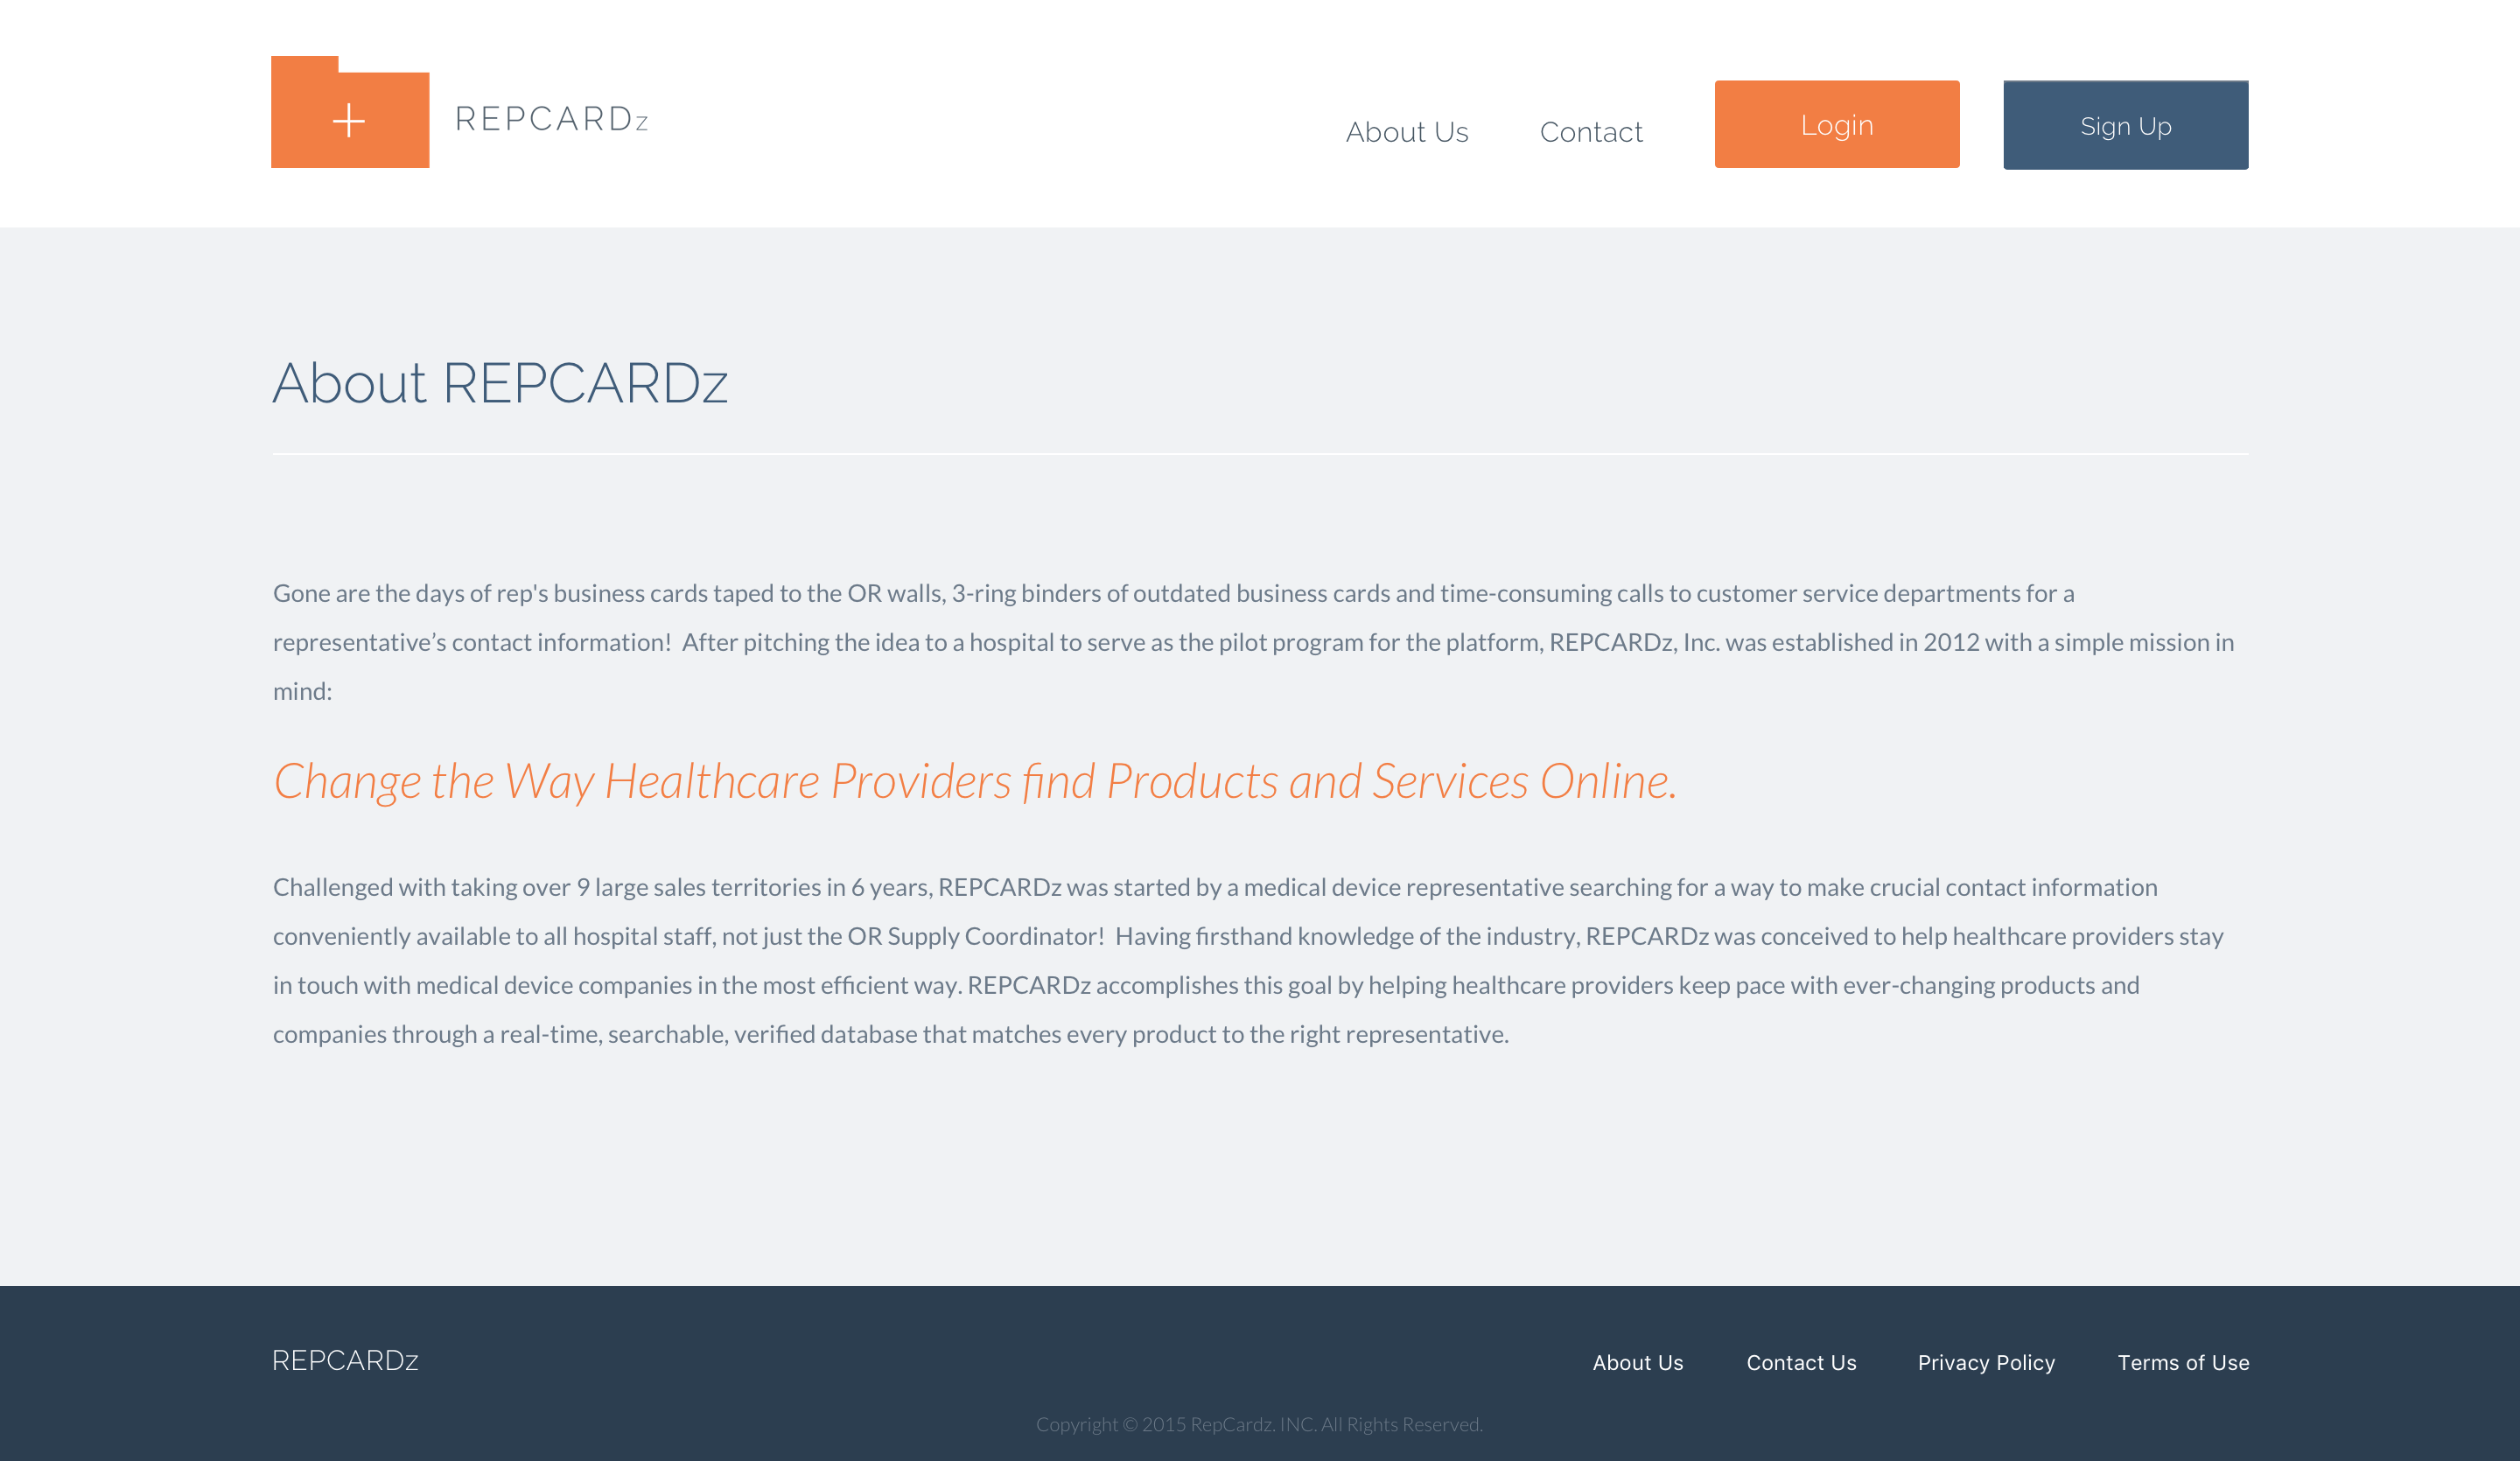 REPCARDz
About Us
Contact
Login
Sign Up
About REPCARDz
Gone are the days of rep's business cards taped to the OR walls, 3-ring binders of outdated business cards and time-consuming calls to customer service departments for a
representative’s contact information!  After pitching the idea to a hospital to serve as the pilot program for the platform, REPCARDz, Inc. was established in 2012 with a simple mission in
mind:
Change the Way Healthcare Providers find Products and Services Online.
Challenged with taking over 9 large sales territories in 6 years, REPCARDz was started by a medical device representative searching for a way to make crucial contact information
conveniently available to all hospital staff, not just the OR Supply Coordinator!  Having firsthand knowledge of the industry, REPCARDz was conceived to help healthcare providers stay
in touch with medical device companies in the most efficient way. REPCARDz accomplishes this goal by helping healthcare providers keep pace with ever-changing products and
companies through a real-time, searchable, verified database that matches every product to the right representative.
REPCARDz
About Us
Contact Us
Privacy Policy
Terms of Use
Copyright © 2015 RepCardz. INC. All Rights Reserved.